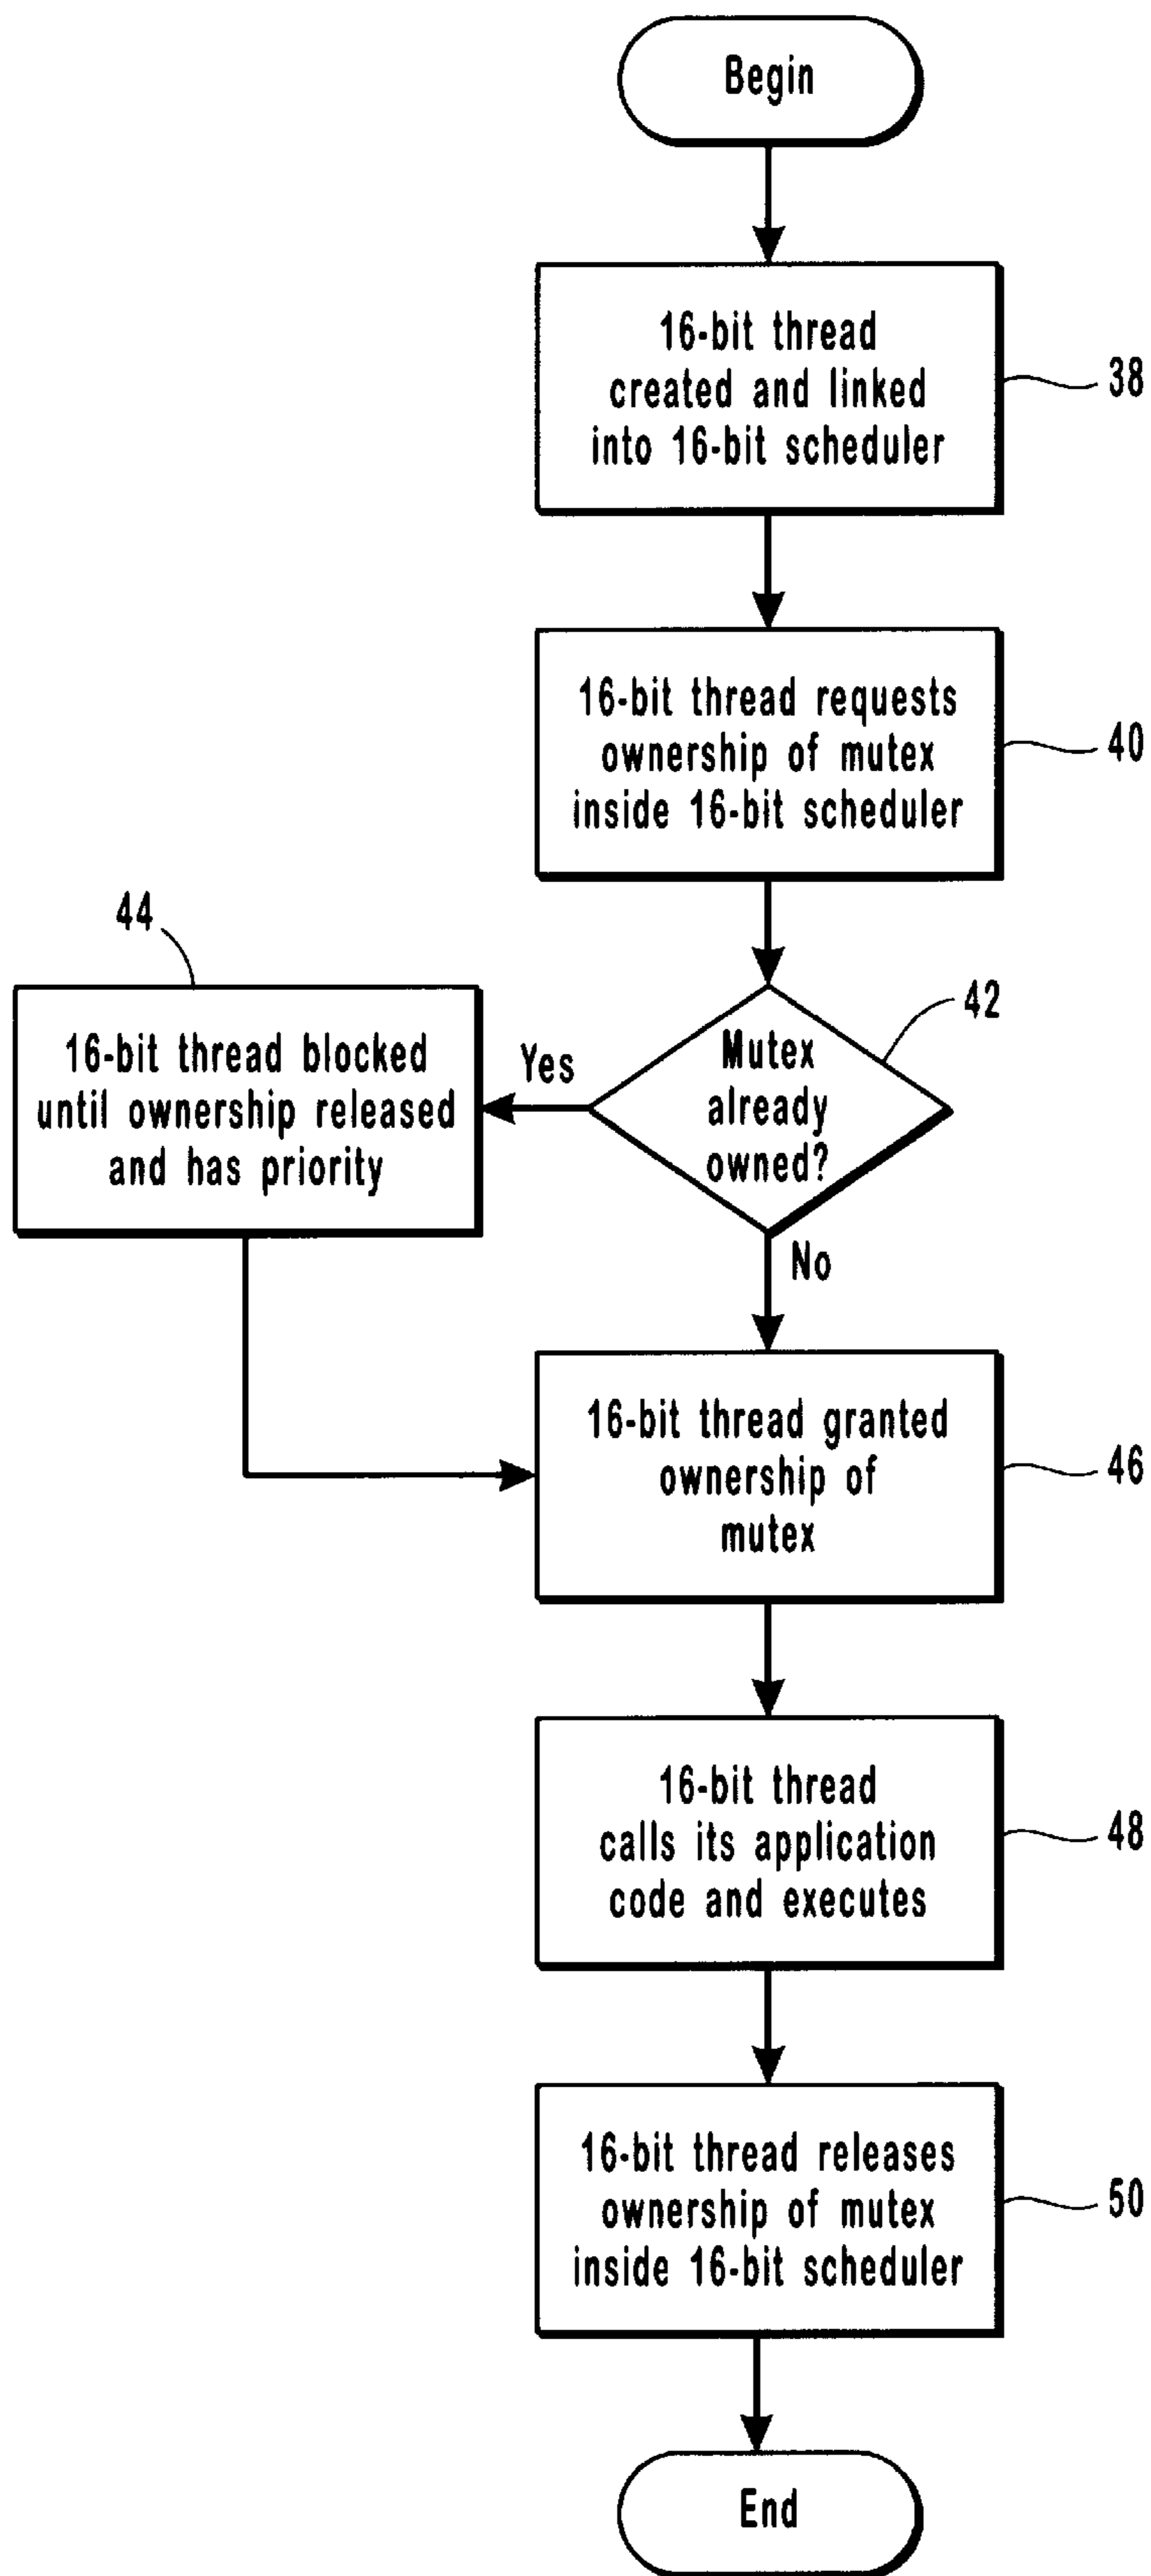 Begin
16-bit thread
created and linked
into 16-bit scheduler
38
16-bit thread requests
ownership of mutex
inside 16-bit scheduler
40
Mutex
already
owned?
42
Yes
44
16-bit thread blocked
until ownership released
and has priority
No
16-bit thread granted
ownership of
mutex
46
16-bit thread
calls its application
code and executes
48
16-bit thread releases
ownership of mutex
inside 16-bit scheduler
50
End